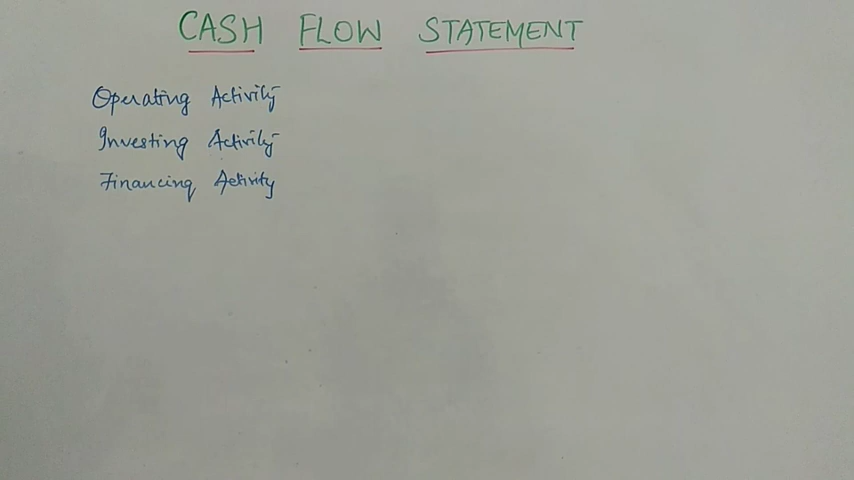 CASH FLOW STATEMENT
Operating Activity
Investing Activity
Financing Activity